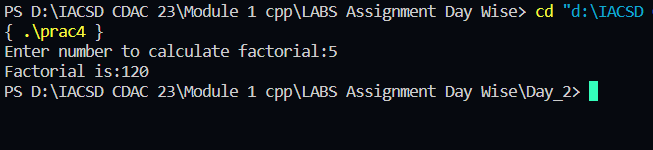 PS D:\IACSD CDAC 23\Module 1 cpp\LABS Assignment Day Wise> cd "d:\IACSD
{ .\prac4 }
Enter number to calculate factorial:5
Factorial is:120
PS D:\IACSD CDAC 23\Module 1 cpp\LABS Assignment Day Wise\Day_2>